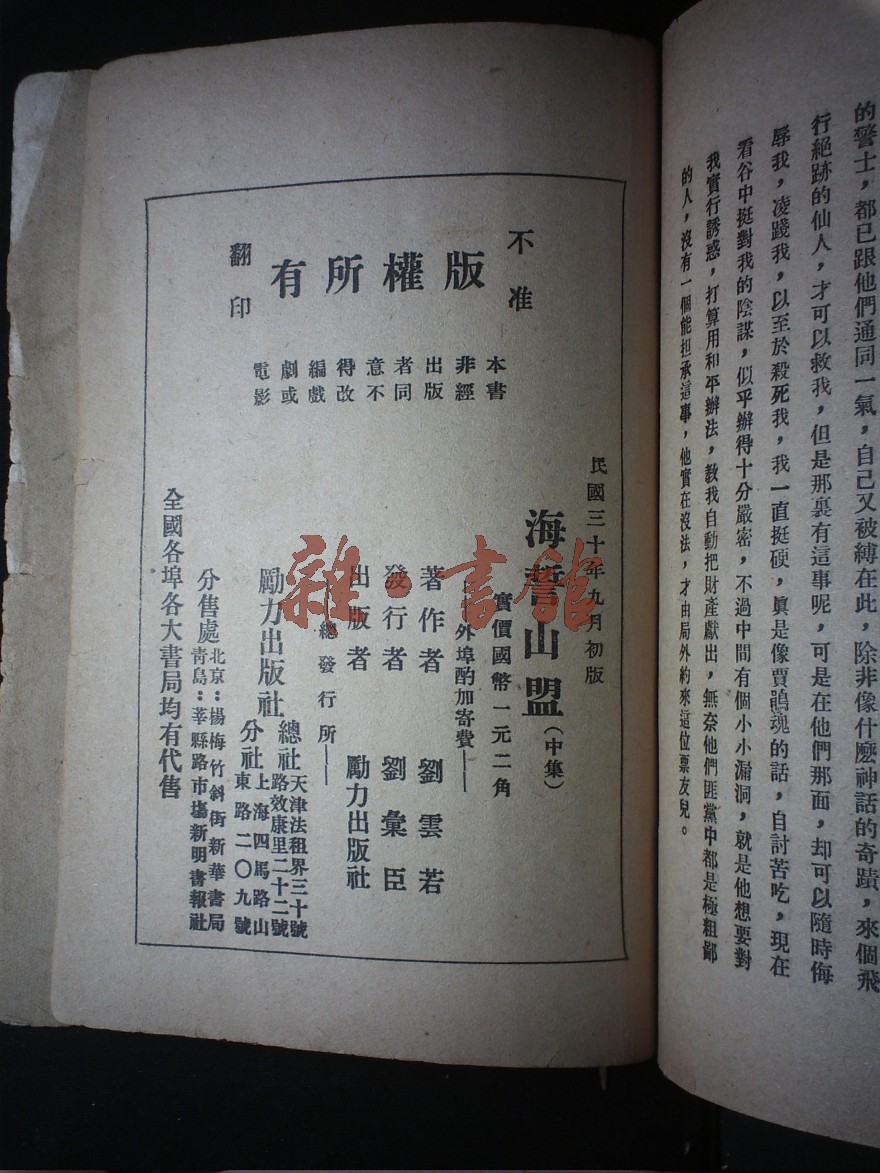 的警士，都已跟他們通同一氣，自己又被縛在此，除非像什麽神話的奇蹟，來個飛
行絕跡的仙人，才可以救我，但是那裏有這事呢，可是在他們那面，却可以隨時侮
辱我，凌踐我，以至於殺死我，我一直挺硬，眞是像賈鵑魂的話，自討苦吃，現在
看谷中挺對我的陰謀，似乎辦得十分嚴密，不過中間有個小小漏洞，就是他想要對
我實行誘惑，打算用和平辦法，教我自動把財產獻出，無奈他們匪黨中都是極粗鄙
的人，沒有一個能担承這事，他實在沒法，才由局外約來這位票友兒。
不准
版權所有
翻印
本書
非經
出版
者同
意不
得改
編戲
劇或
電影
民國三十年九月初版
海誓山盟（中集）
實價國幣一元二角
外埠酌加寄費——
著作者 劉雲若
發行者 劉彙臣
出版者 勵力出版社
總發行所——
勵力出版社
總社天津法租界三十號
路效康里二十二號
分社上海四馬路山
東路二〇九號
分售處
北京：楊梅竹斜街新華書局
靑島：莘縣路市塲新明書報社
全國各埠各大書局均有代售
雜·書館